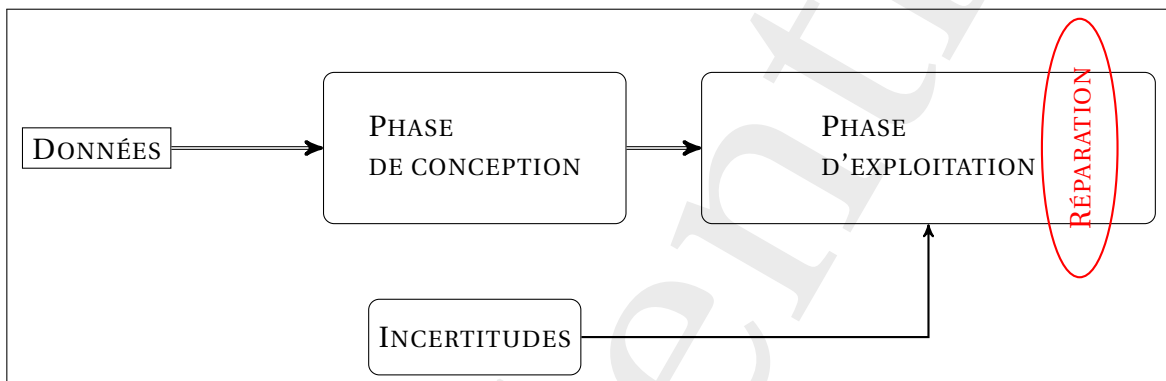 DONNÉES
PHASE
DE CONCEPTION
PHASE
D'EXPLOITATION
RÉPARATION
INCERTITUDES